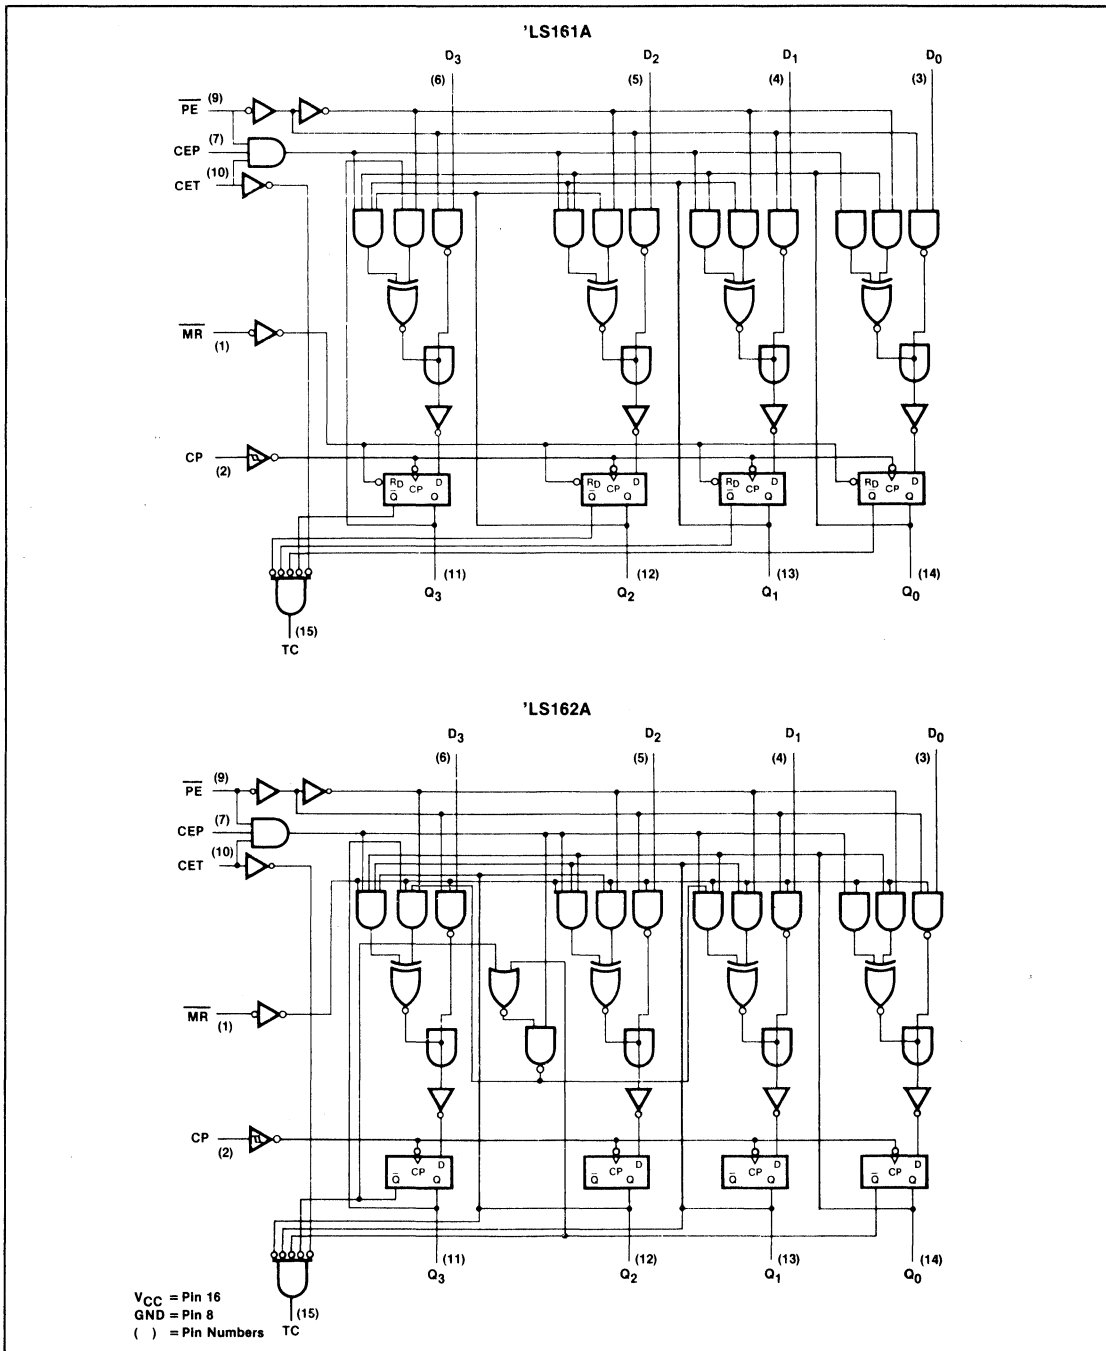 'LS161A
D3 D2 D1 D0
(6) (5) (4) (3)
PE (9)
CEP (7)
CET (10)
MR (1)
CP (2)
RD CP D Q Q RD CP D Q Q RD CP D Q Q RD CP D Q Q
(11) (12) (13) (14)
Q3 Q2 Q1 Q0
(15)
TC
'LS162A
D3 D2 D1 D0
(6) (5) (4) (3)
PE (9)
CEP (7)
CET (10)
MR (1)
CP (2)
CP D Q Q CP D Q Q CP D Q Q CP D Q Q
(11) (12) (13) (14)
Q3 Q2 Q1 Q0
(15)
TC
VCC = Pin 16
GND = Pin 8
( ) = Pin Numbers